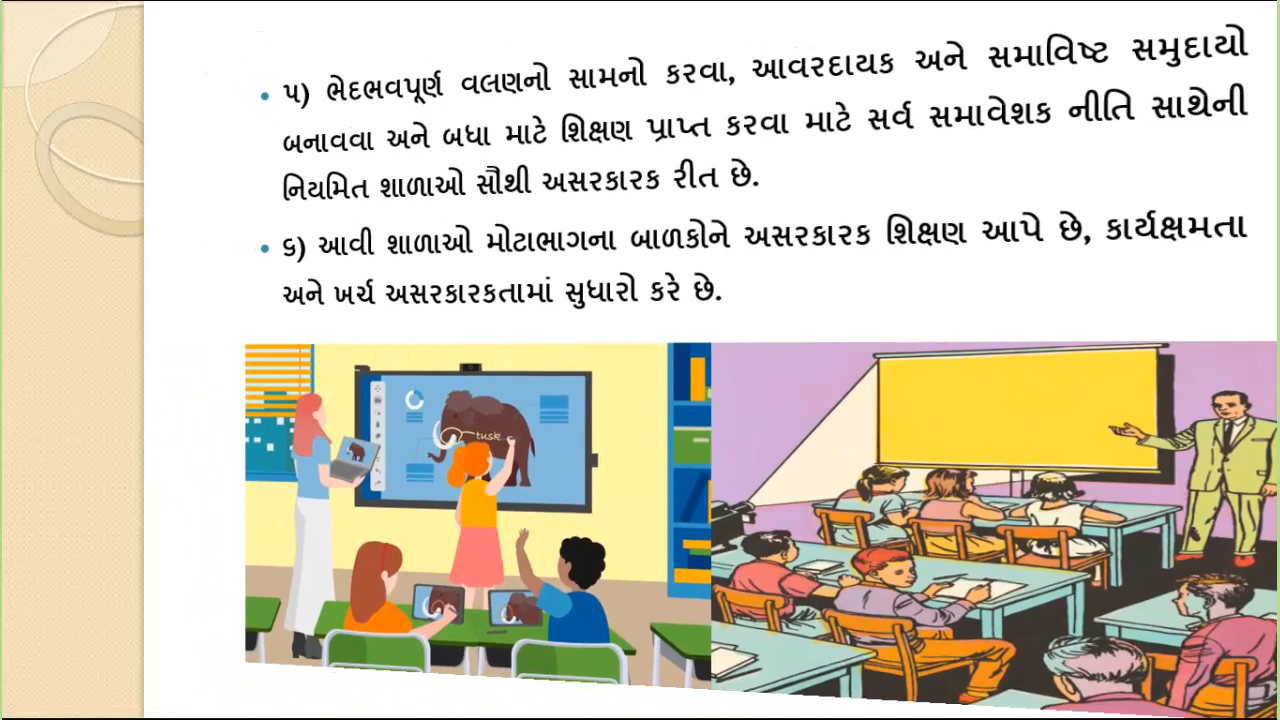 ૫) ભેદભવપૂર્ણ વલણનો સામનો કરવા, આવરદાયક અને સમાવિષ્ટ સમુદાયો
બનાવવા અને બધા માટે શિક્ષણ પ્રાપ્ત કરવા માટે સર્વ સમાવેશક નીતિ સાથેની
નિયમિત શાળાઓ સૌથી અસરકારક રીત છે.
૬) આવી શાળાઓ મોટાભાગના બાળકોને અસરકારક શિક્ષણ આપે છે, કાર્યક્ષમતા
અને ખર્ચ અસરકારકતામાં સુધારો કરે છે.
tusk